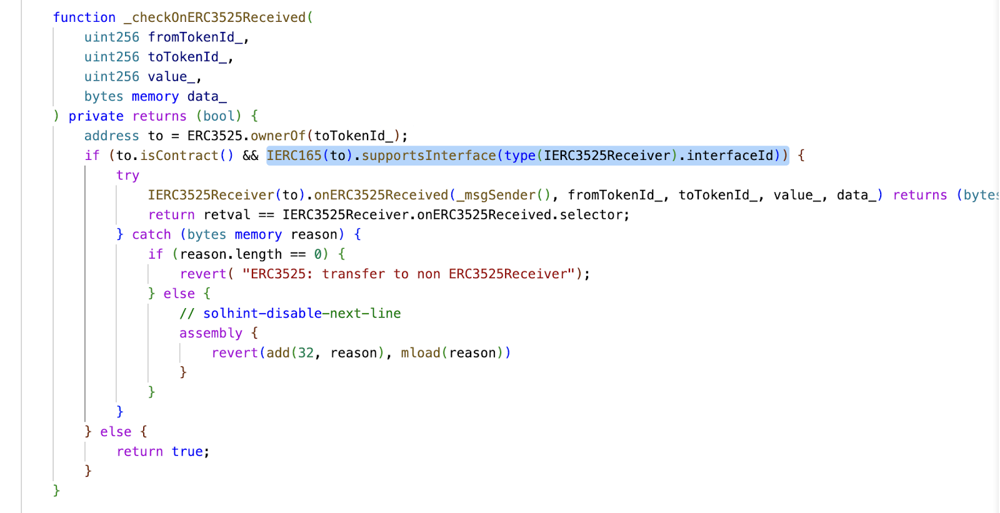 function _checkOnERC3525Received(
uint256 fromTokenId_,
uint256 toTokenId_,
uint256 value_,
bytes memory data_
) private returns (bool) {
address to = ERC3525.ownerOf(toTokenId_);
if (to.isContract() && IERC165(to).supportsInterface(type(IERC3525Receiver).interfaceId)) {
try
IERC3525Receiver(to).onERC3525Received(_msgSender(), fromTokenId_, toTokenId_, value_, data_) returns (bytes
return retval == IERC3525Receiver.onERC3525Received.selector;
} catch (bytes memory reason) {
if (reason.length == 0) {
revert( "ERC3525: transfer to non ERC3525Receiver");
} else {
// solhint-disable-next-line
assembly {
revert(add(32, reason), mload(reason))
}
}
}
} else {
return true;
}
}